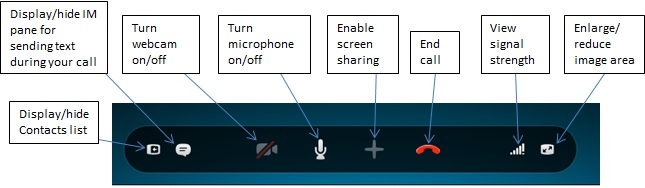 Display/hide IM
pane for
sending text
during your call
Turn
webcam
on/off
Turn
microphone
on/off
Enable
screen
sharing
End
call
View
signal
strength
Enlarge/
reduce
image area
Display/hide
Contacts list